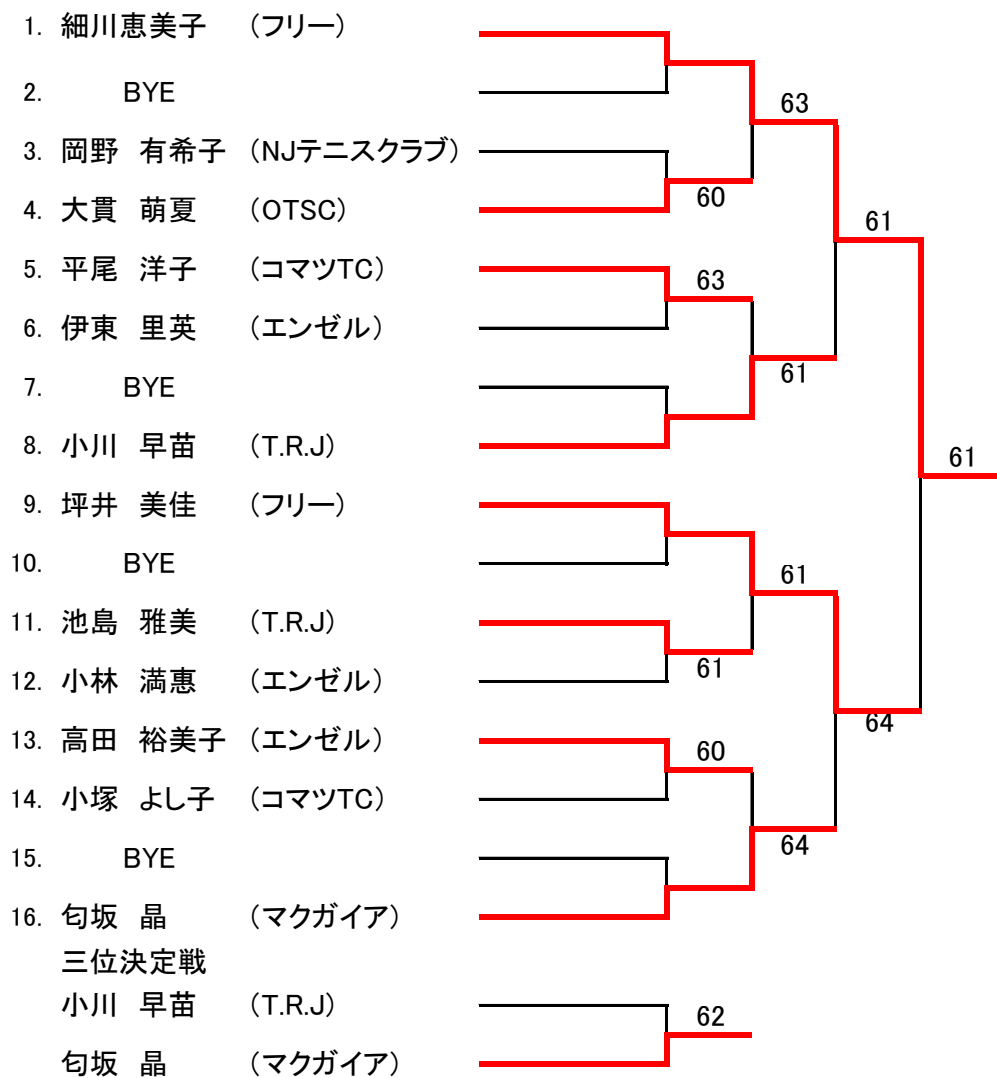 1. 細川恵美子 (フリー)
2. BYE
63
3. 岡野 有希子 (NJテニスクラブ)
60
4. 大貫 萌夏 (OTSC)
61
5. 平尾 洋子 (コマツTC)
63
6. 伊東 里英 (エンゼル)
61
7. BYE
8. 小川 早苗 (T.R.J)
61
9. 坪井 美佳 (フリー)
10. BYE
61
11. 池島 雅美 (T.R.J)
61
12. 小林 満惠 (エンゼル)
64
13. 高田 裕美子 (エンゼル)
60
14. 小塚 よし子 (コマツTC)
64
15. BYE
16. 匂坂 晶 (マクガイア)
三位決定戦
小川 早苗 (T.R.J)
62
匂坂 晶 (マクガイア)